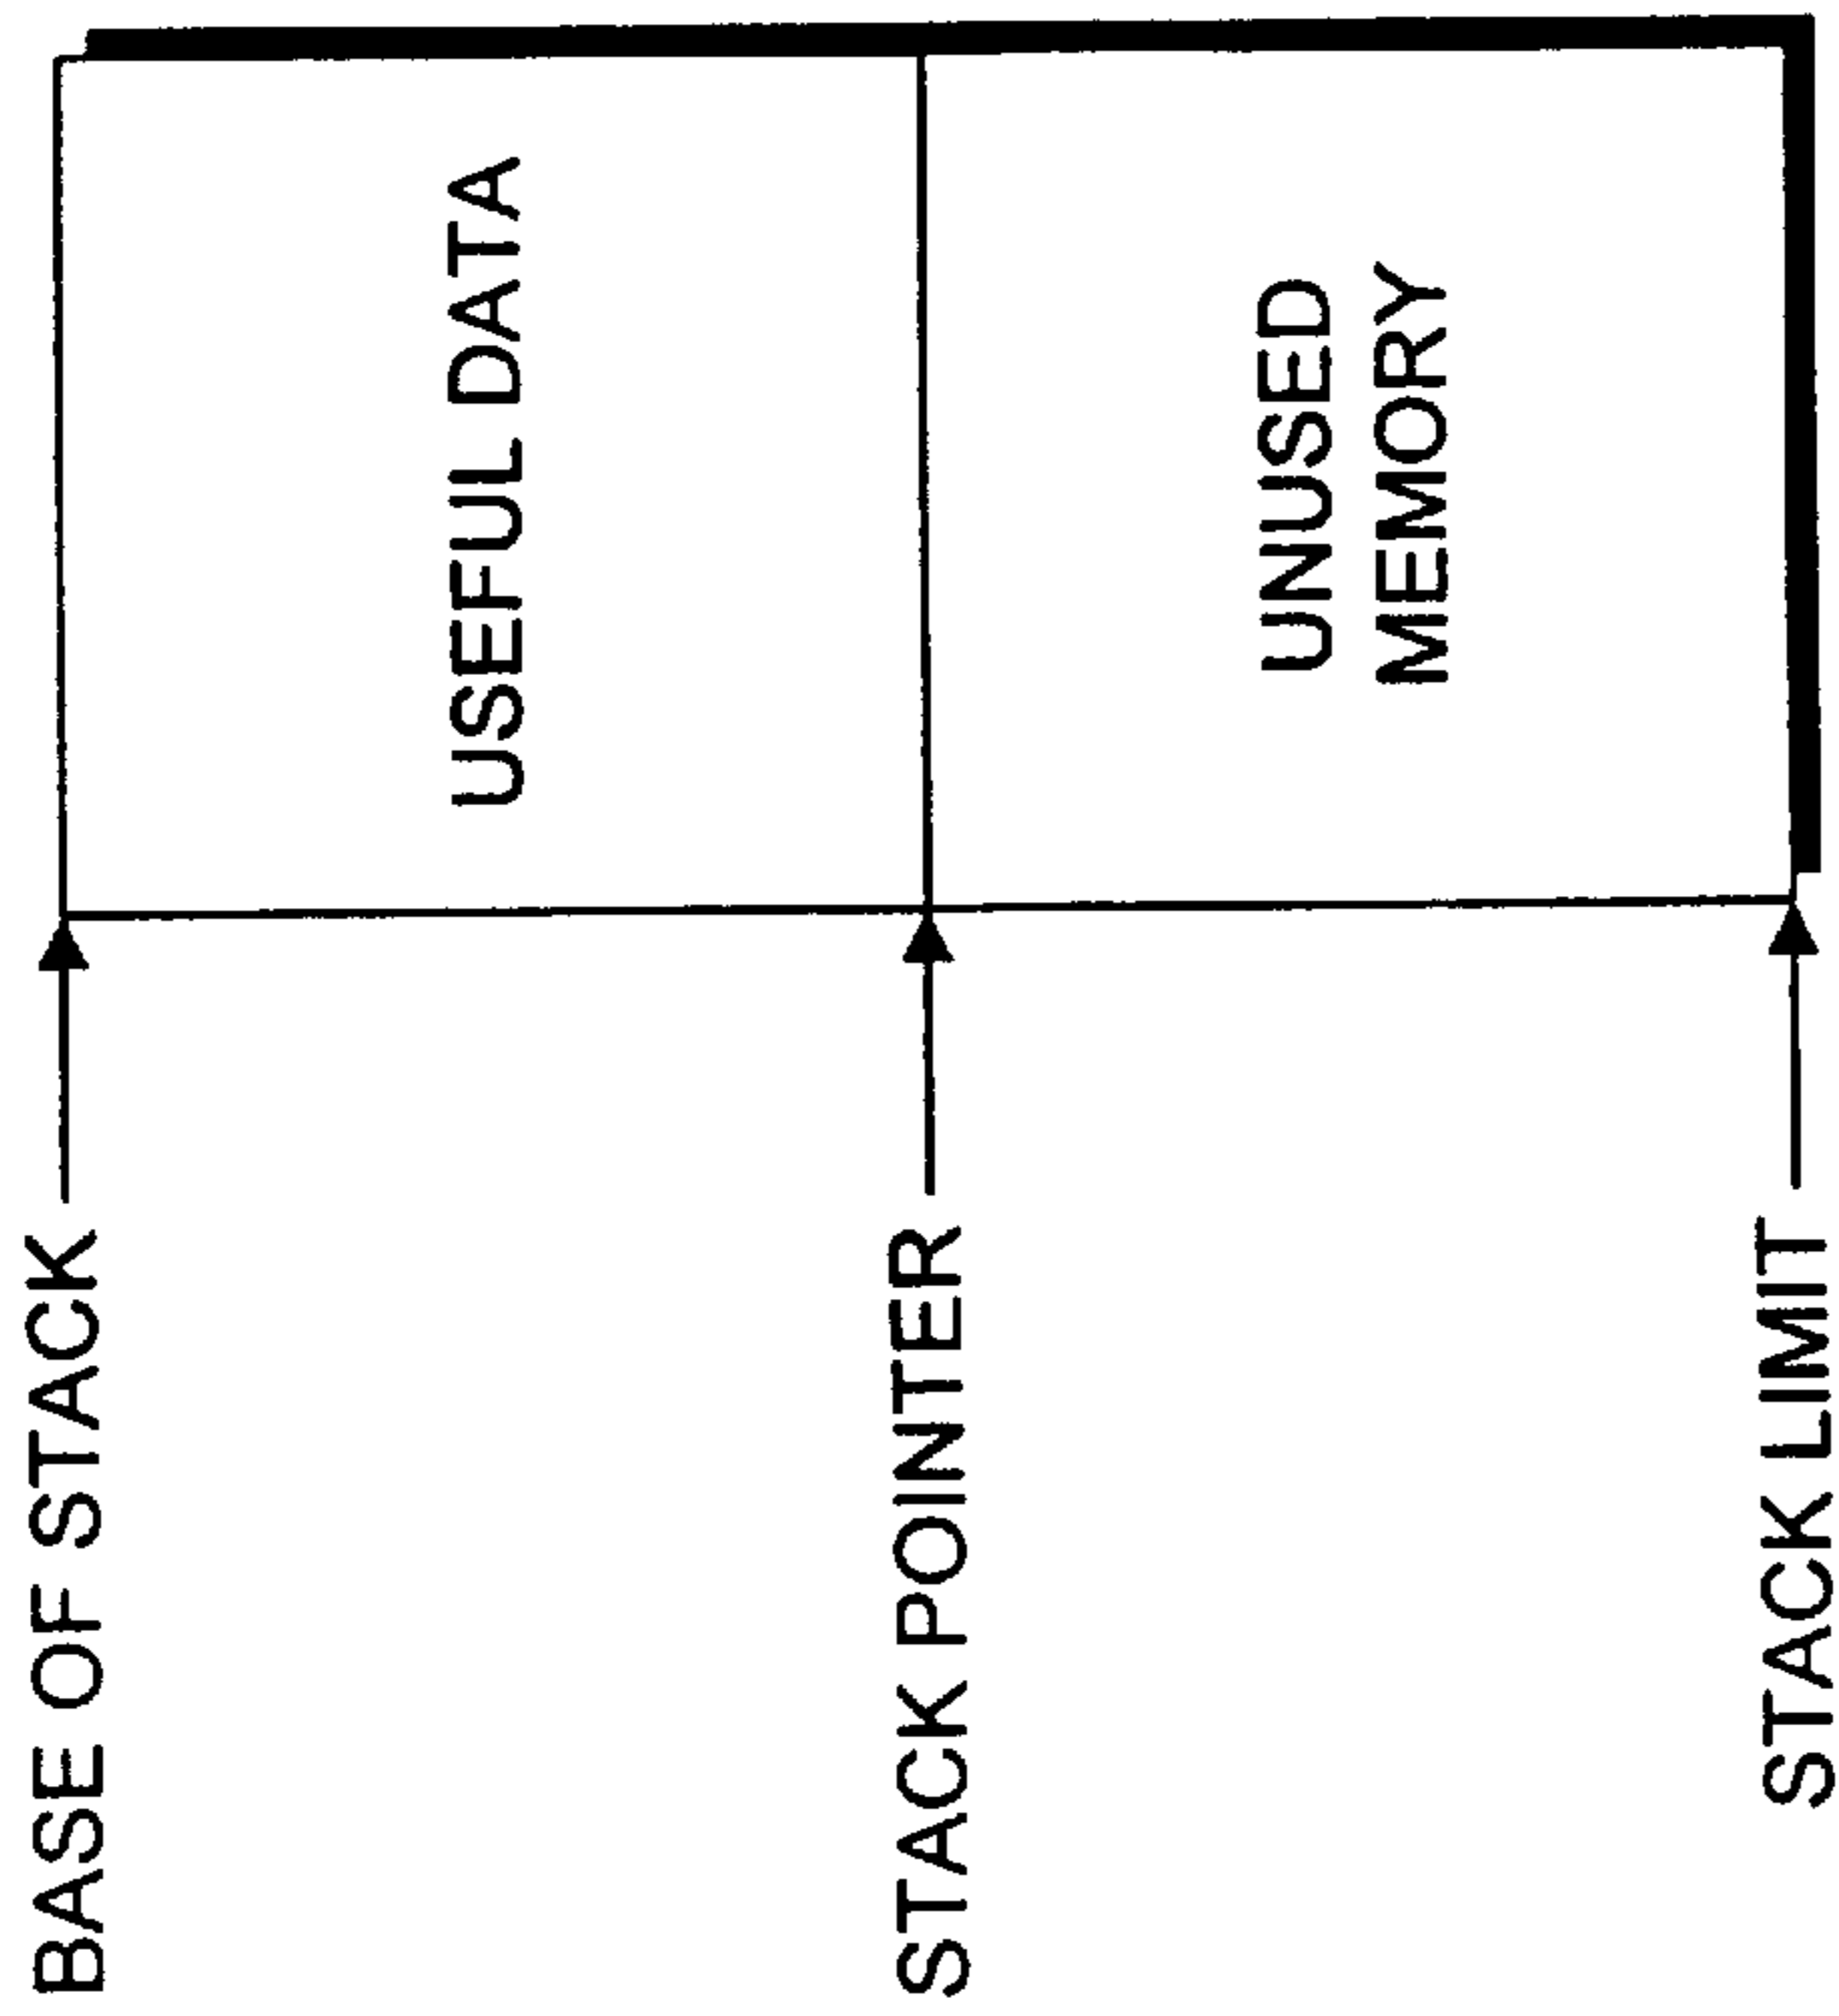 BASE OF STACK
USEFUL DATA
STACK POINTER
UNUSED
MEMORY
STACK LIMIT